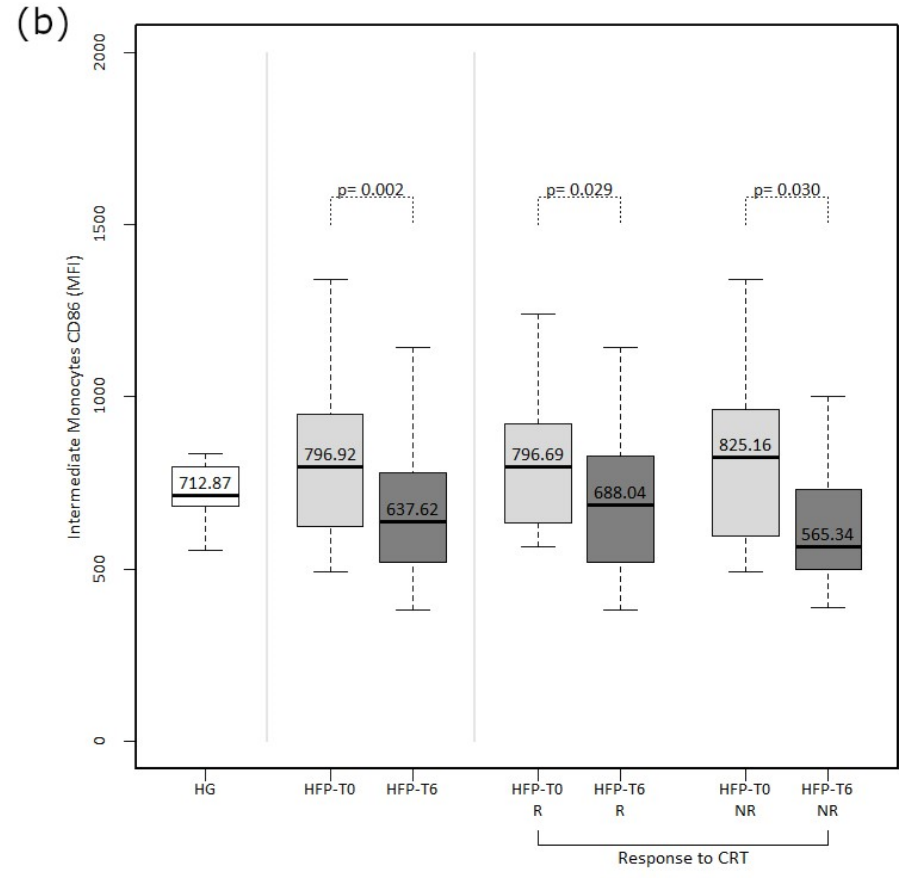 (b)
Intermediate Monocytes CD86 (MFI)
2000
1500
1000
500
0
p= 0.002
p= 0.029
p= 0.030
712.87
796.92
637.62
796.69
688.04
825.16
565.34
HG
HFP-T0
HFP-T6
HFP-T0
R
HFP-T6
R
HFP-T0
NR
HFP-T6
NR
Response to CRT